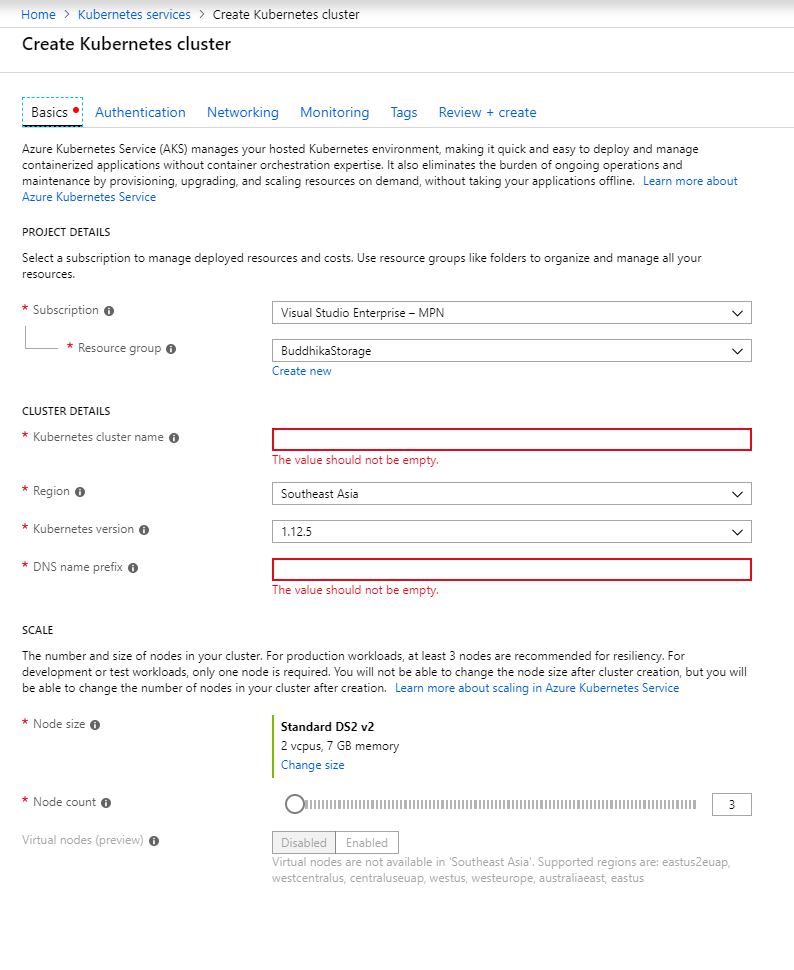 Home > Kubernetes services > Create Kubernetes cluster
Create Kubernetes cluster
Basics Authentication Networking Monitoring Tags Review + create
Azure Kubernetes Service (AKS) manages your hosted Kubernetes environment, making it quick and easy to deploy and manage
containerized applications without container orchestration expertise. It also eliminates the burden of ongoing operations and
maintenance by provisioning, upgrading, and scaling resources on demand, without taking your applications offline. Learn more about
Azure Kubernetes Service
PROJECT DETAILS
Select a subscription to manage deployed resources and costs. Use resource groups like folders to organize and manage all your
resources.
* Subscription
Visual Studio Enterprise – MPN
* Resource group
BuddhikaStorage
Create new
CLUSTER DETAILS
* Kubernetes cluster name
The value should not be empty.
* Region
Southeast Asia
* Kubernetes version
1.12.5
* DNS name prefix
The value should not be empty.
SCALE
The number and size of nodes in your cluster. For production workloads, at least 3 nodes are recommended for resiliency. For
development or test workloads, only one node is required. You will not be able to change the node size after cluster creation, but you will
be able to change the number of nodes in your cluster after creation. Learn more about scaling in Azure Kubernetes Service
* Node size
Standard DS2 v2
2 vcpus, 7 GB memory
Change size
* Node count
3
Virtual nodes (preview)
Disabled Enabled
Virtual nodes are not available in 'Southeast Asia'. Supported regions are: eastus2euap,
westcentralus, centraluseuap, westus, westeurope, australiaeast, eastus